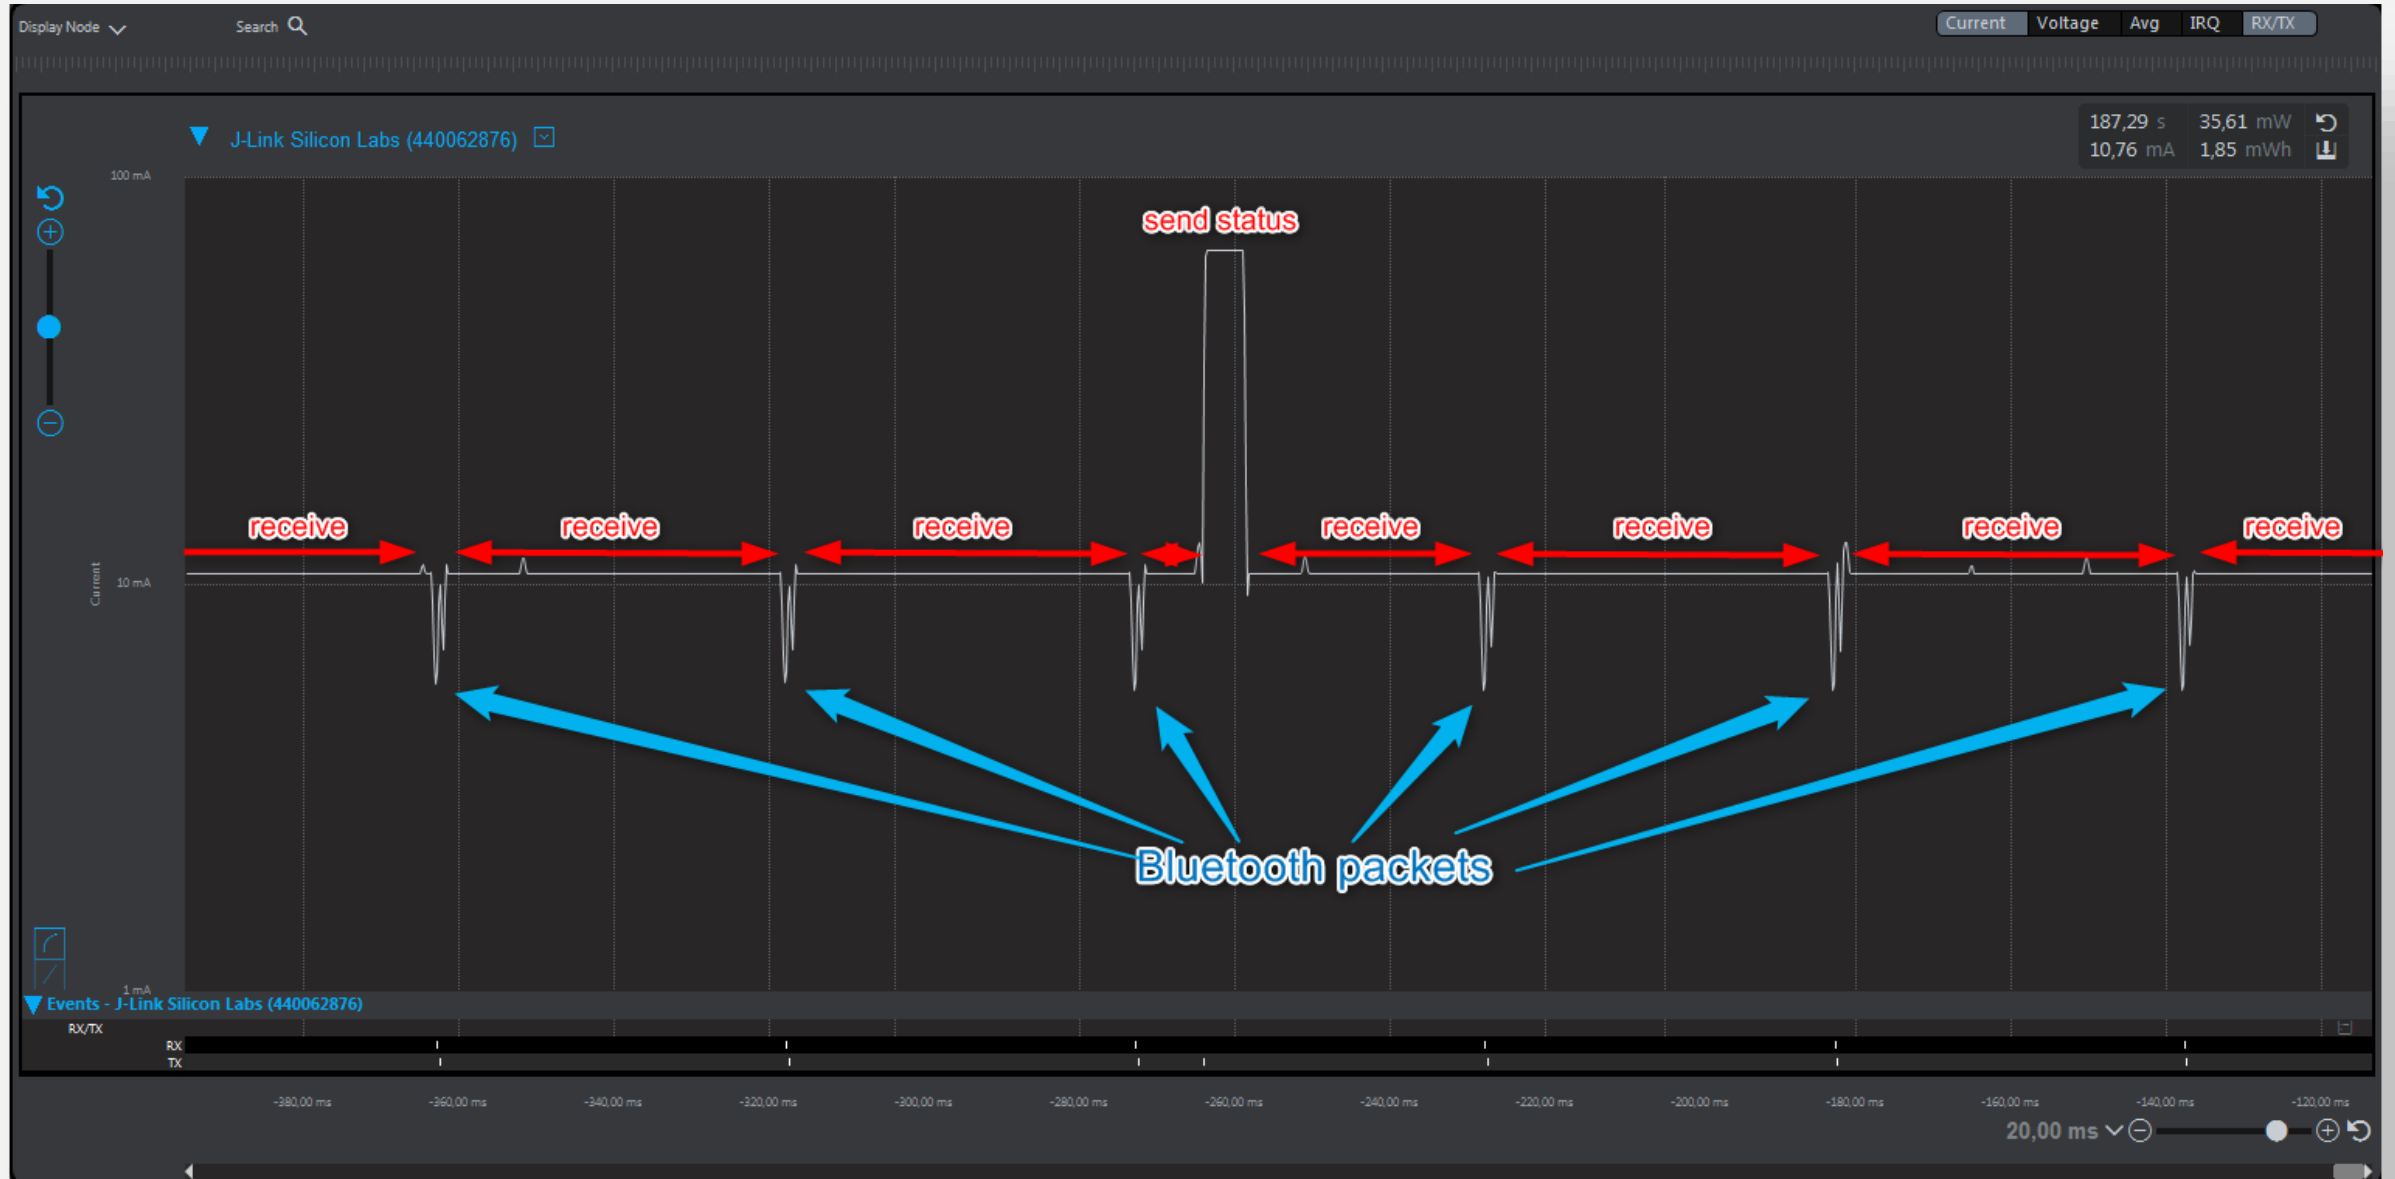 Display Node
Search
Current Voltage Avg IRQ RX/TX
J-Link Silicon Labs (440062876)
187,29 s 35,61 mW
10,76 mA 1,85 mWh
100 mA
send status
receive receive receive receive receive receive receive
Current
10 mA
Bluetooth packets
1 mA
Events - J-Link Silicon Labs (440062876)
RX/TX
RX
TX
-380,00 ms -360,00 ms -340,00 ms -320,00 ms -300,00 ms -280,00 ms -260,00 ms -240,00 ms -220,00 ms -200,00 ms -180,00 ms -160,00 ms -140,00 ms -120,00 ms
20,00 ms